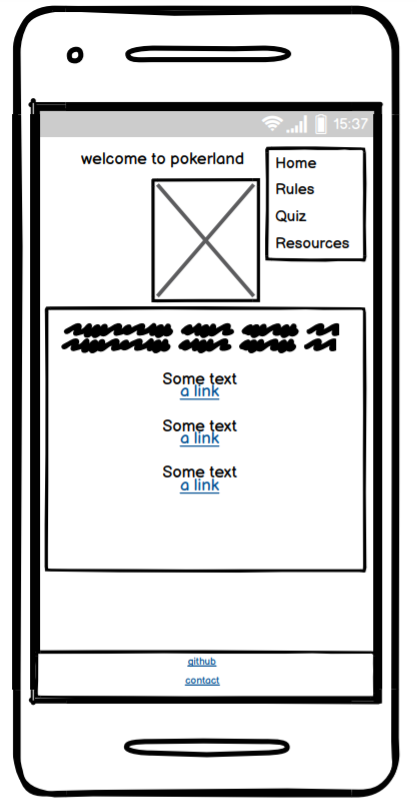 15:37
welcome to pokerland
Home
Rules
Quiz
Resources
Some text
a link
Some text
a link
Some text
a link
github
contact